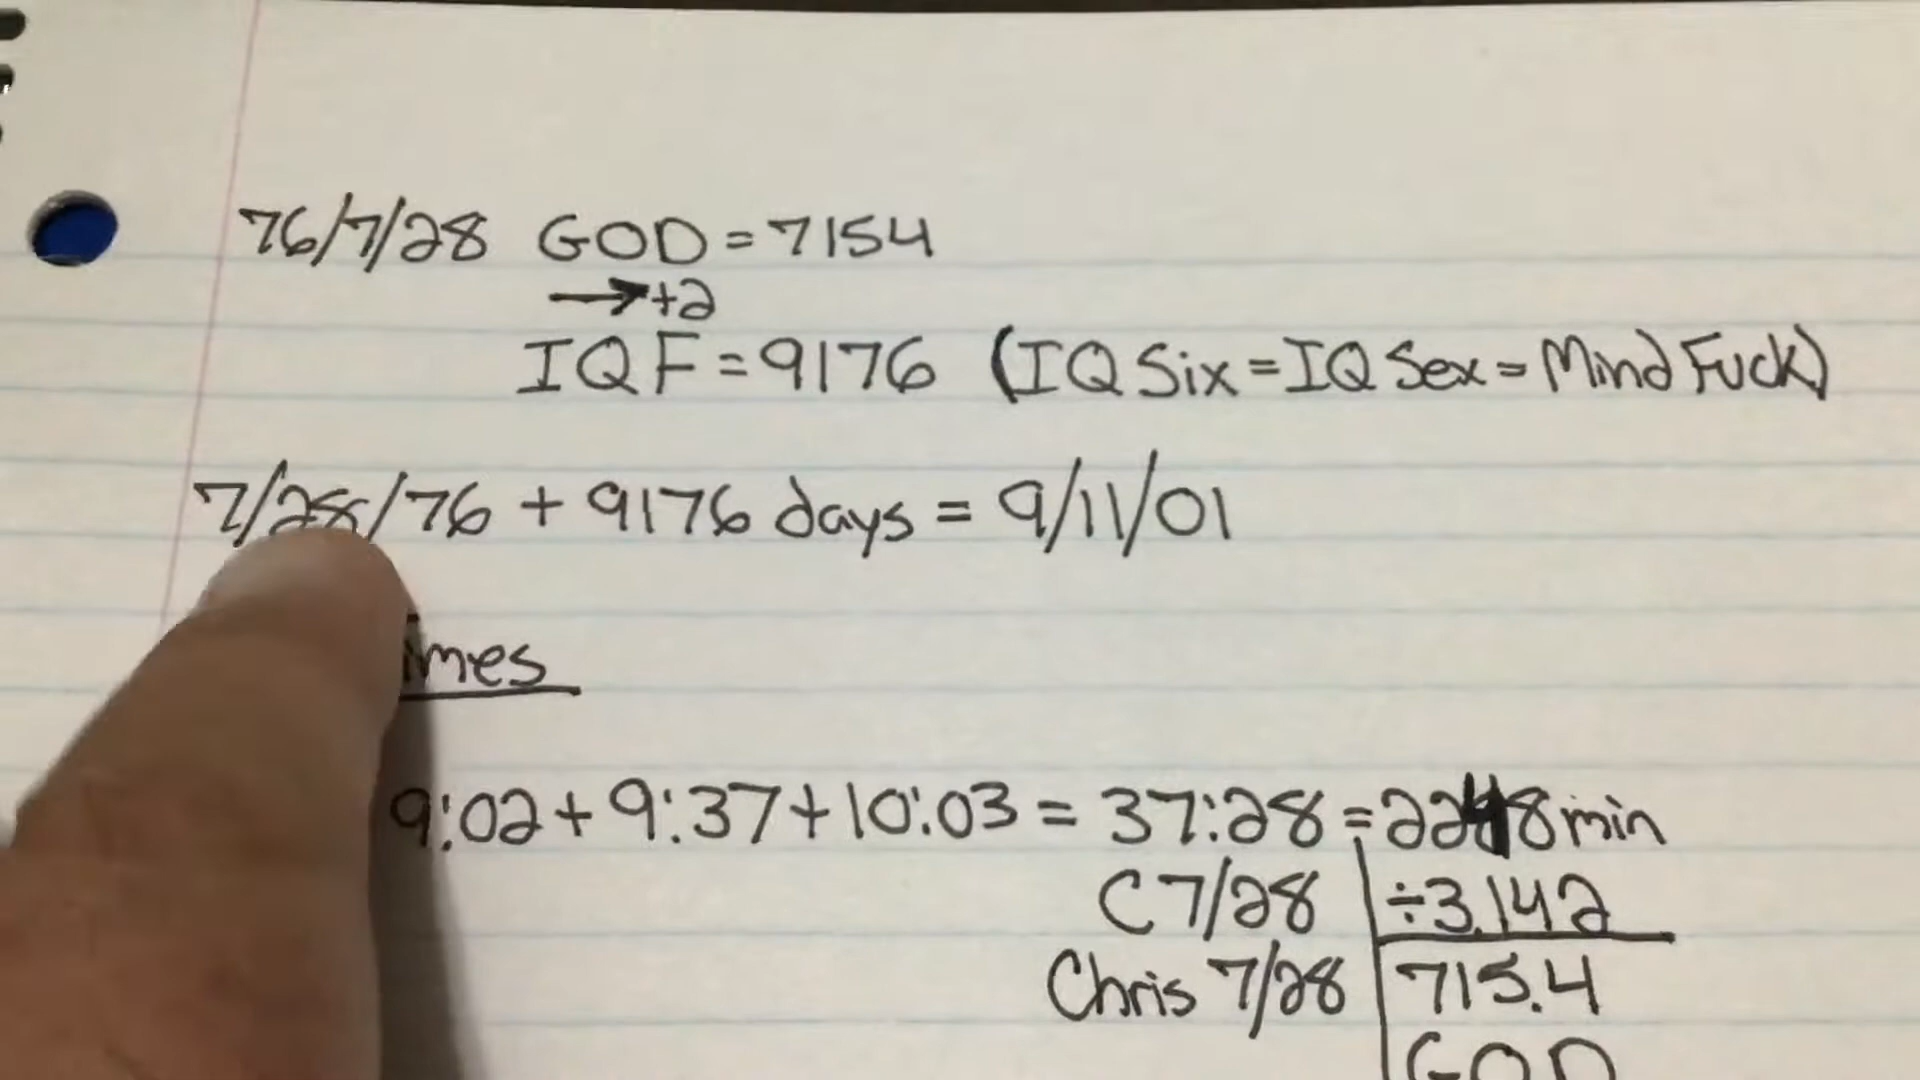 76/7/28 GOD = 7154
→+2
IQF = 9176 (IQ Six = IQ Sex = Mind Fuck)
7/28/76 + 9176 days = 9/11/01
imes
9:02 + 9:37 + 10:03 = 37:28 = 2248 min
C 7/28 ÷3.142
Chris 7/28 715.4
GOD